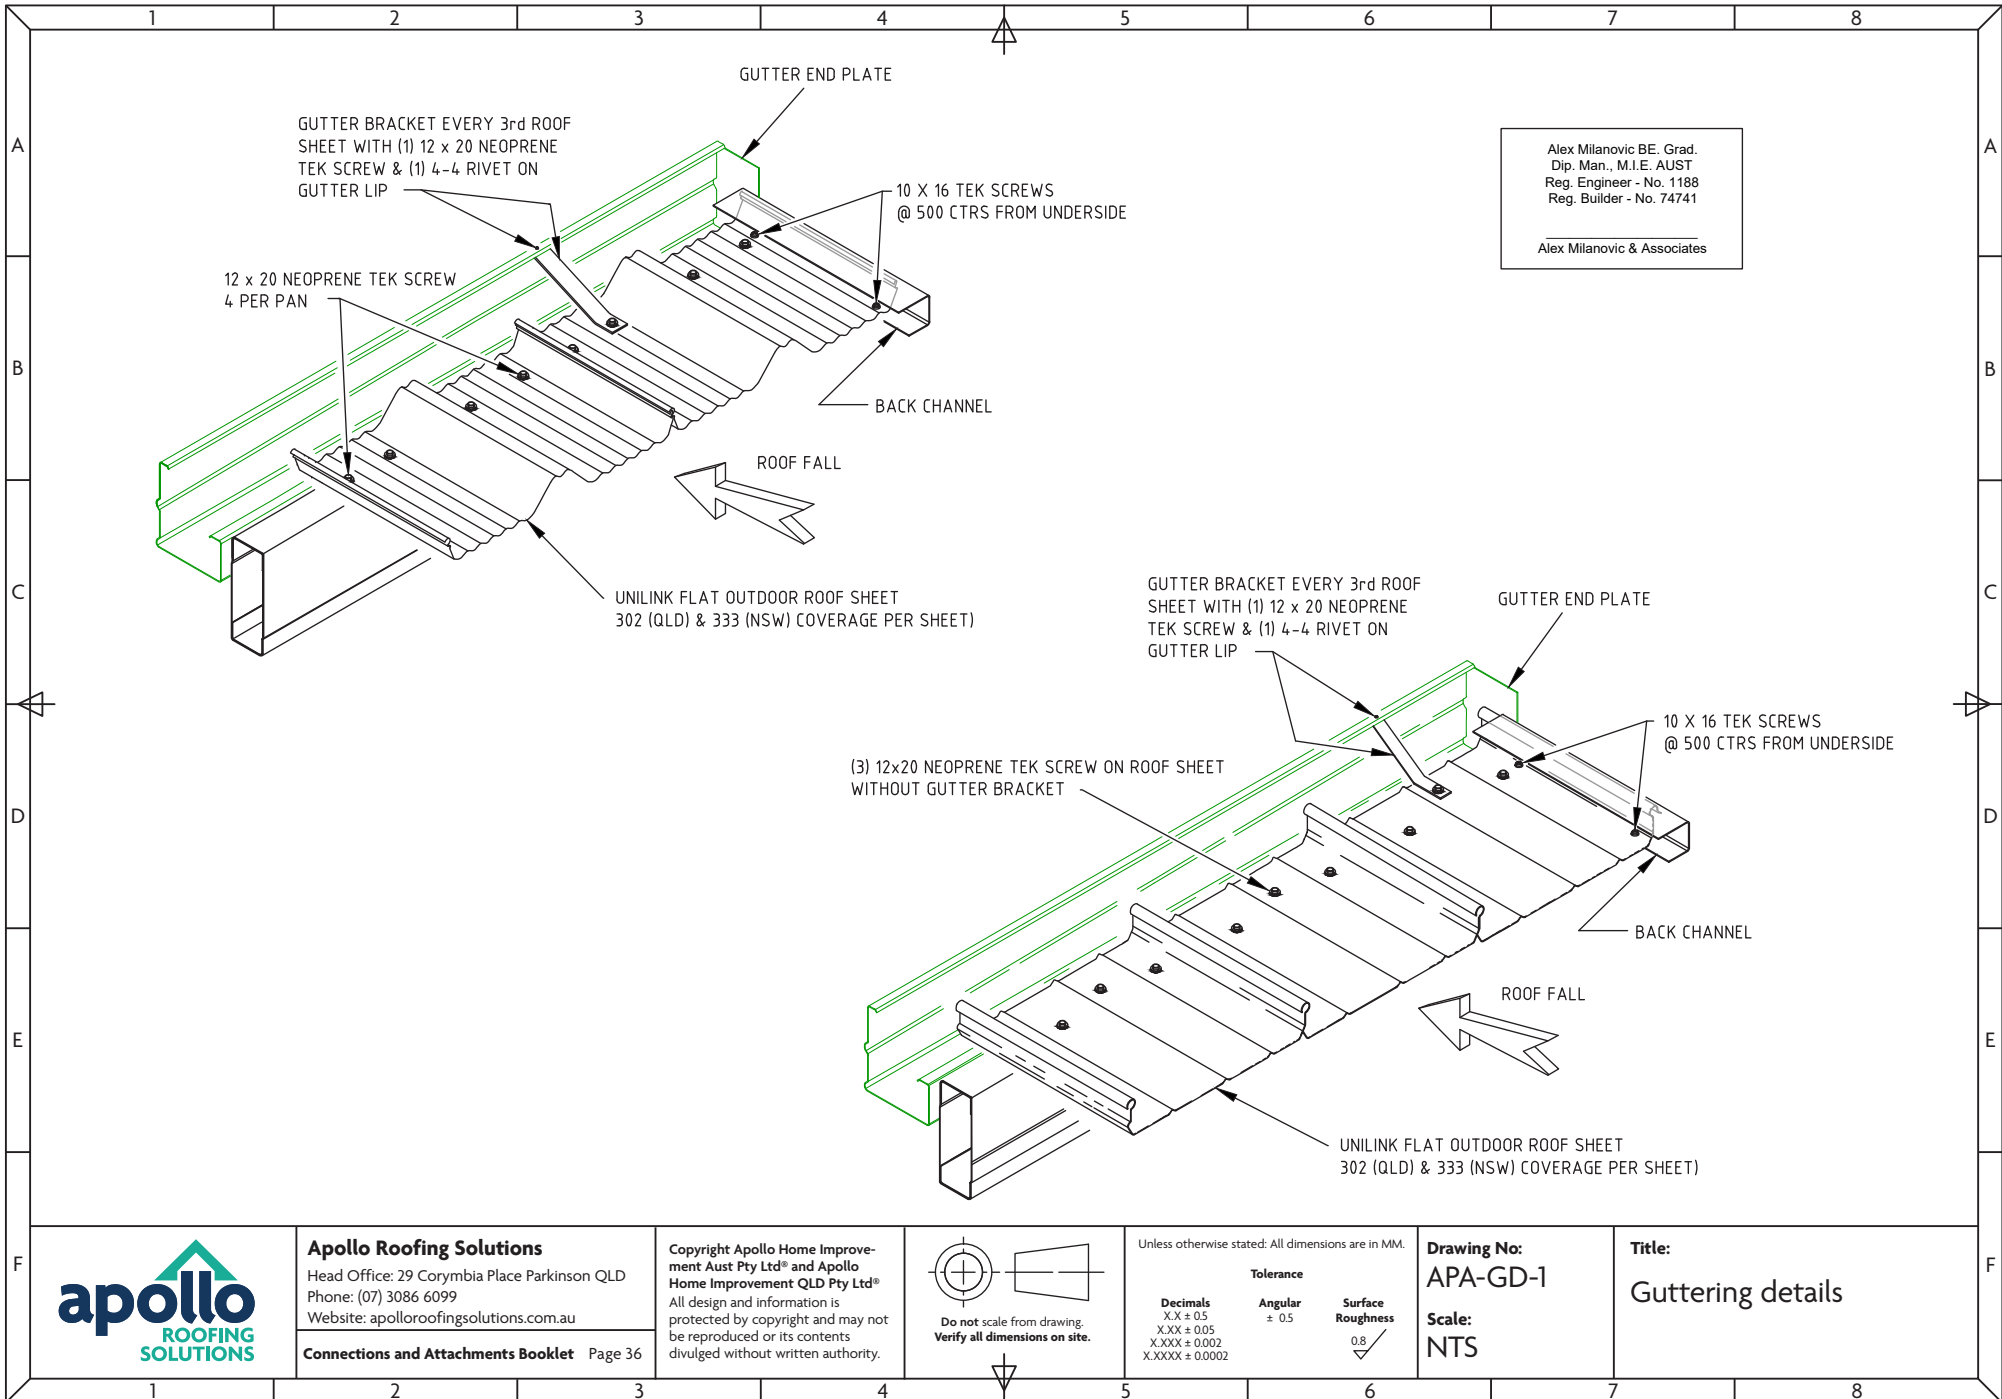 1 2 3 4 5 6 7 8
A
B
C
D
E
F
A
B
C
D
E
F
GUTTER END PLATE
GUTTER BRACKET EVERY 3rd ROOF
SHEET WITH (1) 12 x 20 NEOPRENE
TEK SCREW & (1) 4-4 RIVET ON
GUTTER LIP
10 X 16 TEK SCREWS
@ 500 CTRS FROM UNDERSIDE
12 x 20 NEOPRENE TEK SCREW
4 PER PAN
BACK CHANNEL
ROOF FALL
UNILINK FLAT OUTDOOR ROOF SHEET
302 (QLD) & 333 (NSW) COVERAGE PER SHEET)
Alex Milanovic BE. Grad.
Dip. Man., M.I.E. AUST
Reg. Engineer - No. 1188
Reg. Builder - No. 74741
Alex Milanovic & Associates
GUTTER BRACKET EVERY 3rd ROOF
SHEET WITH (1) 12 x 20 NEOPRENE
TEK SCREW & (1) 4-4 RIVET ON
GUTTER LIP
GUTTER END PLATE
10 X 16 TEK SCREWS
@ 500 CTRS FROM UNDERSIDE
(3) 12x20 NEOPRENE TEK SCREW ON ROOF SHEET
WITHOUT GUTTER BRACKET
BACK CHANNEL
ROOF FALL
UNILINK FLAT OUTDOOR ROOF SHEET
302 (QLD) & 333 (NSW) COVERAGE PER SHEET)
apollo
ROOFING
SOLUTIONS
Apollo Roofing Solutions
Head Office: 29 Corymbia Place Parkinson QLD
Phone: (07) 3086 6099
Website: apolloroofingsolutions.com.au
Connections and Attachments Booklet Page 36
Copyright Apollo Home Improve-
ment Aust Pty Ltd® and Apollo
Home Improvement QLD Pty Ltd®
All design and information is
protected by copyright and may not
be reproduced or its contents
divulged without written authority.
Do not scale from drawing.
Verify all dimensions on site.
Unless otherwise stated: All dimensions are in MM.
Tolerance
Decimals
X.X ± 0.5
X.XX ± 0.05
X.XXX ± 0.002
X.XXXX ± 0.0002
Angular
± 0.5
Surface
Roughness
0.8
Drawing No:
APA-GD-1
Scale:
NTS
Title:
Guttering details
1 2 3 4 5 6 7 8